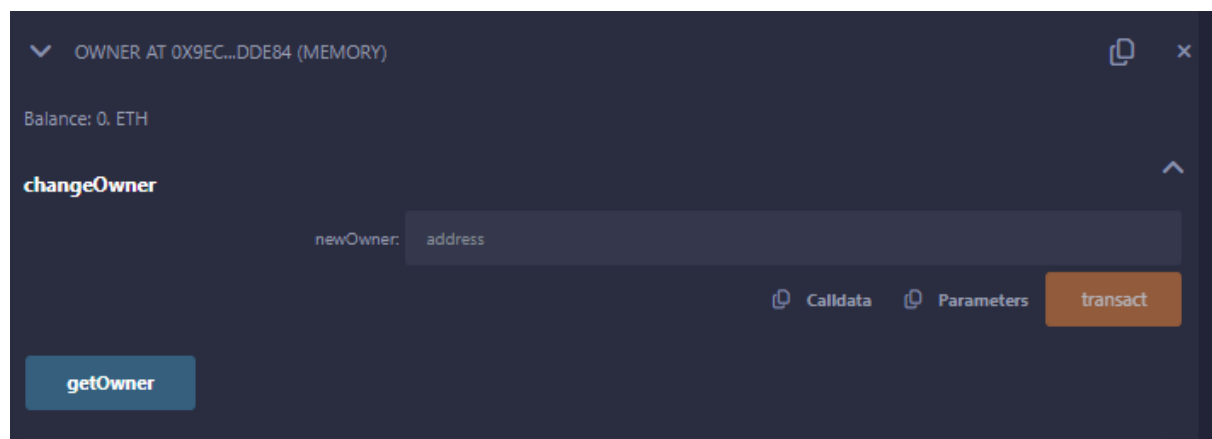 OWNER AT 0X9EC...DDE84 (MEMORY)
Balance: 0. ETH
changeOwner
newOwner: address
Calldata Parameters transact
getOwner